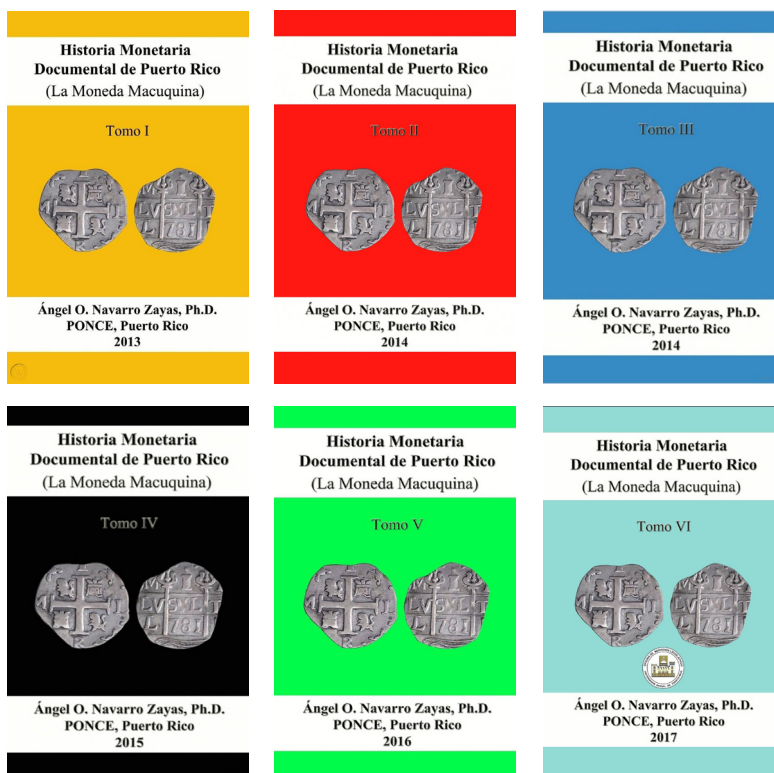 Historia Monetaria
Documental de Puerto Rico
(La Moneda Macuquina)
Tomo I
Ángel O. Navarro Zayas, Ph.D.
PONCE, Puerto Rico
2013
Historia Monetaria
Documental de Puerto Rico
(La Moneda Macuquina)
Tomo II
Ángel O. Navarro Zayas, Ph.D.
PONCE, Puerto Rico
2014
Historia Monetaria
Documental de Puerto Rico
(La Moneda Macuquina)
Tomo III
Ángel O. Navarro Zayas, Ph.D.
PONCE, Puerto Rico
2014
Historia Monetaria
Documental de Puerto Rico
(La Moneda Macuquina)
Tomo IV
Ángel O. Navarro Zayas, Ph.D.
PONCE, Puerto Rico
2015
Historia Monetaria
Documental de Puerto Rico
(La Moneda Macuquina)
Tomo V
Ángel O. Navarro Zayas, Ph.D.
PONCE, Puerto Rico
2016
Historia Monetaria
Documental de Puerto Rico
(La Moneda Macuquina)
Tomo VI
Ángel O. Navarro Zayas, Ph.D.
PONCE, Puerto Rico
2017